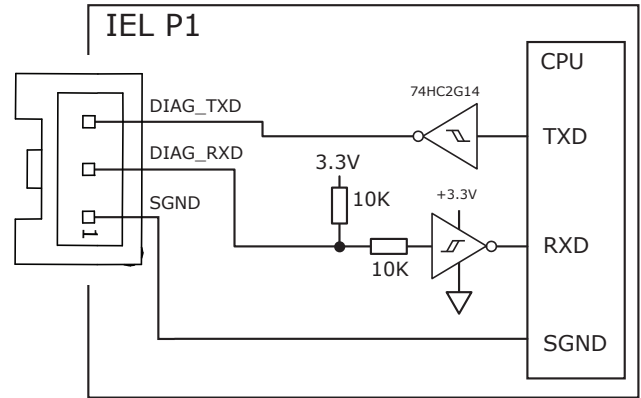 IEL P1
CPU
74HC2G14
DIAG_TXD
TXD
DIAG_RXD
3.3V
10K
+3.3V
SGND
RXD
10K
1
SGND